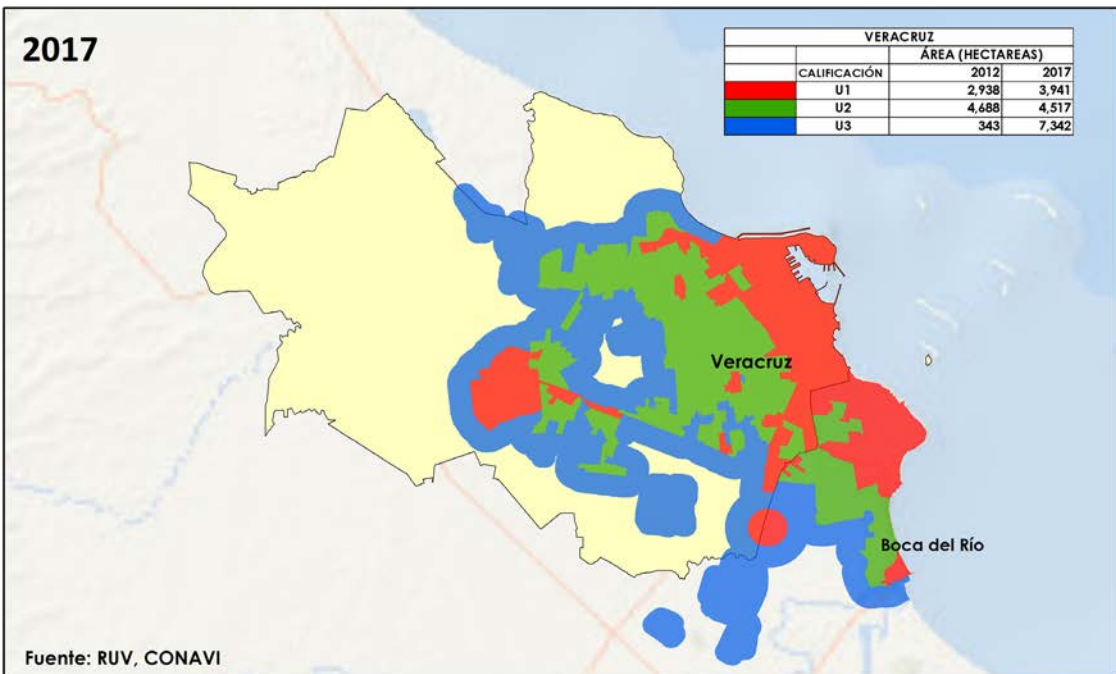 2017
VERACRUZ
ÁREA (HECTAREAS)
CALIFICACIÓN 2012 2017
U1 2,938 3,941
U2 4,688 4,517
U3 343 7,342
Veracruz
Boca del Río
Fuente: RUV, CONAVI